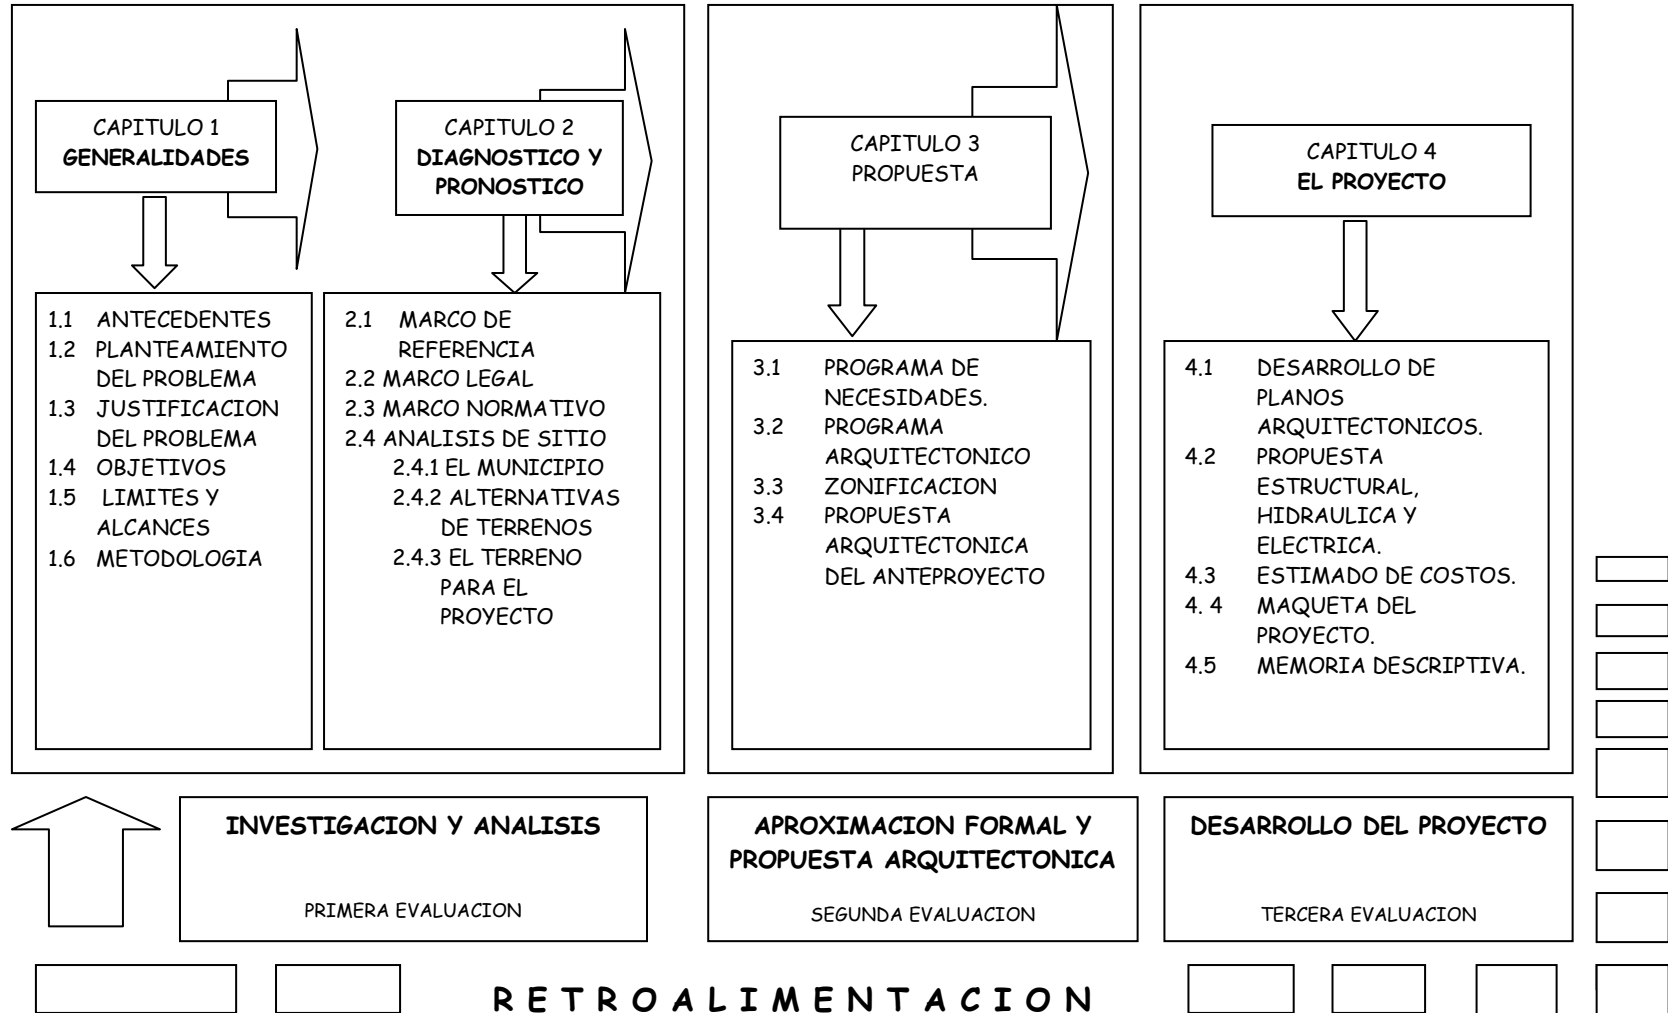 CAPITULO 1
GENERALIDADES
1.1 ANTECEDENTES
1.2 PLANTEAMIENTO
DEL PROBLEMA
1.3 JUSTIFICACION
DEL PROBLEMA
1.4 OBJETIVOS
1.5 LIMITES Y
ALCANCES
1.6 METODOLOGIA
CAPITULO 2
DIAGNOSTICO Y
PRONOSTICO
2.1 MARCO DE
REFERENCIA
2.2 MARCO LEGAL
2.3 MARCO NORMATIVO
2.4 ANALISIS DE SITIO
2.4.1 EL MUNICIPIO
2.4.2 ALTERNATIVAS
DE TERRENOS
2.4.3 EL TERRENO
PARA EL
PROYECTO
CAPITULO 3
PROPUESTA
3.1 PROGRAMA DE
NECESIDADES.
3.2 PROGRAMA
ARQUITECTONICO
3.3 ZONIFICACION
3.4 PROPUESTA
ARQUITECTONICA
DEL ANTEPROYECTO
CAPITULO 4
EL PROYECTO
4.1 DESARROLLO DE
PLANOS
ARQUITECTONICOS.
4.2 PROPUESTA
ESTRUCTURAL,
HIDRAULICA Y
ELECTRICA.
4.3 ESTIMADO DE COSTOS.
4. 4 MAQUETA DEL
PROYECTO.
4.5 MEMORIA DESCRIPTIVA.
INVESTIGACION Y ANALISIS
PRIMERA EVALUACION
APROXIMACION FORMAL Y
PROPUESTA ARQUITECTONICA
SEGUNDA EVALUACION
DESARROLLO DEL PROYECTO
TERCERA EVALUACION
R E T R O A L I M E N T A C I O N